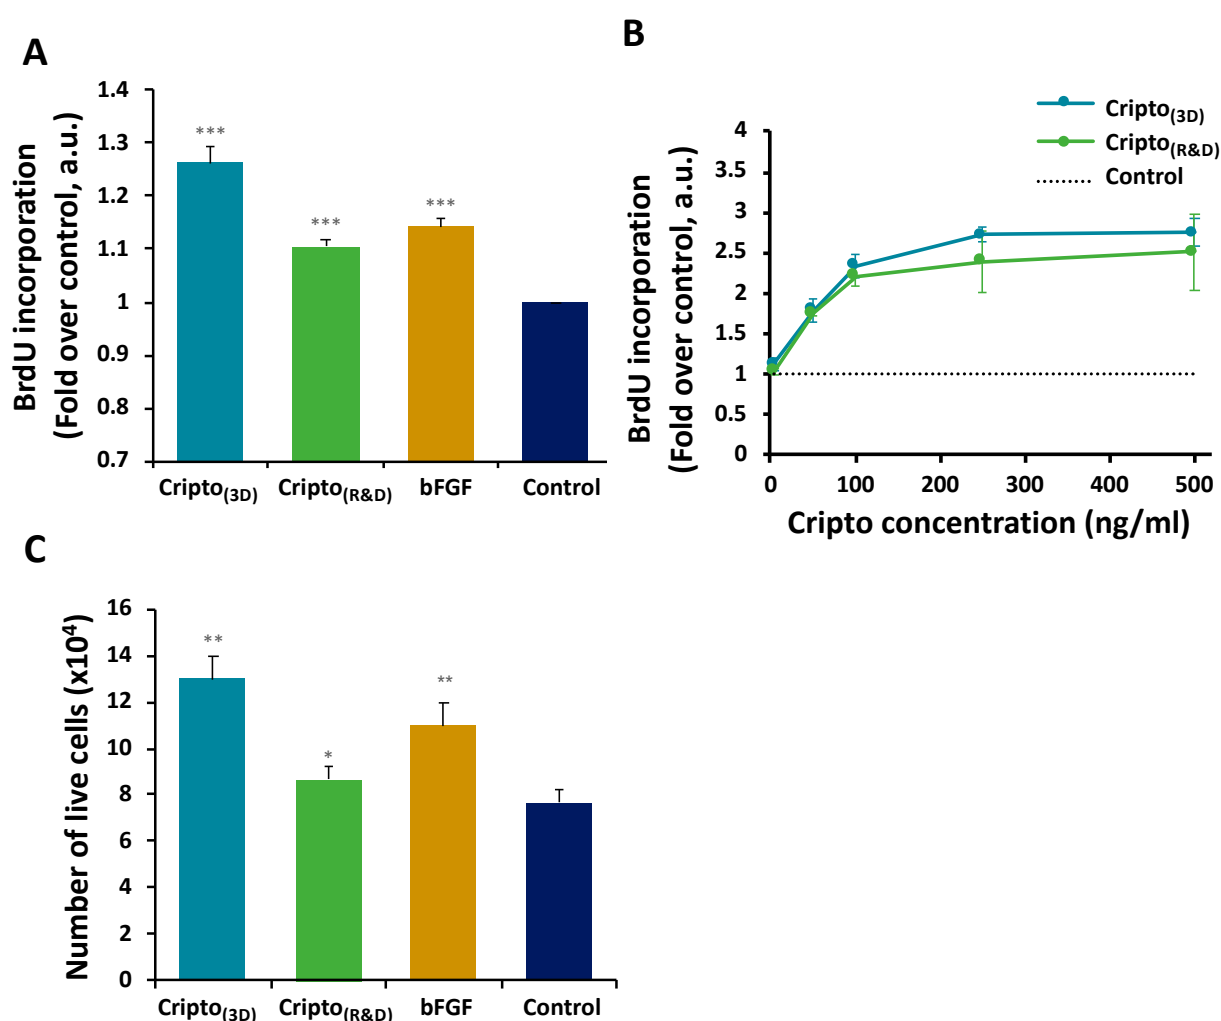 A
BrdU incorporation
(Fold over control, a.u.)
1.4
1.3
1.2
1.1
1
0.9
0.8
0.7
***
***
***
Cripto(3D)
Cripto(R&D)
bFGF
Control
B
Cripto(3D)
Cripto(R&D)
Control
BrdU incorporation
(Fold over control, a.u.)
4
3.5
3
2.5
2
1.5
1
0.5
0
0 100 200 300 400 500
Cripto concentration (ng/ml)
C
Number of live cells (x10⁴)
16
14
12
10
8
6
4
2
0
**
*
**
Cripto(3D)
Cripto(R&D)
bFGF
Control